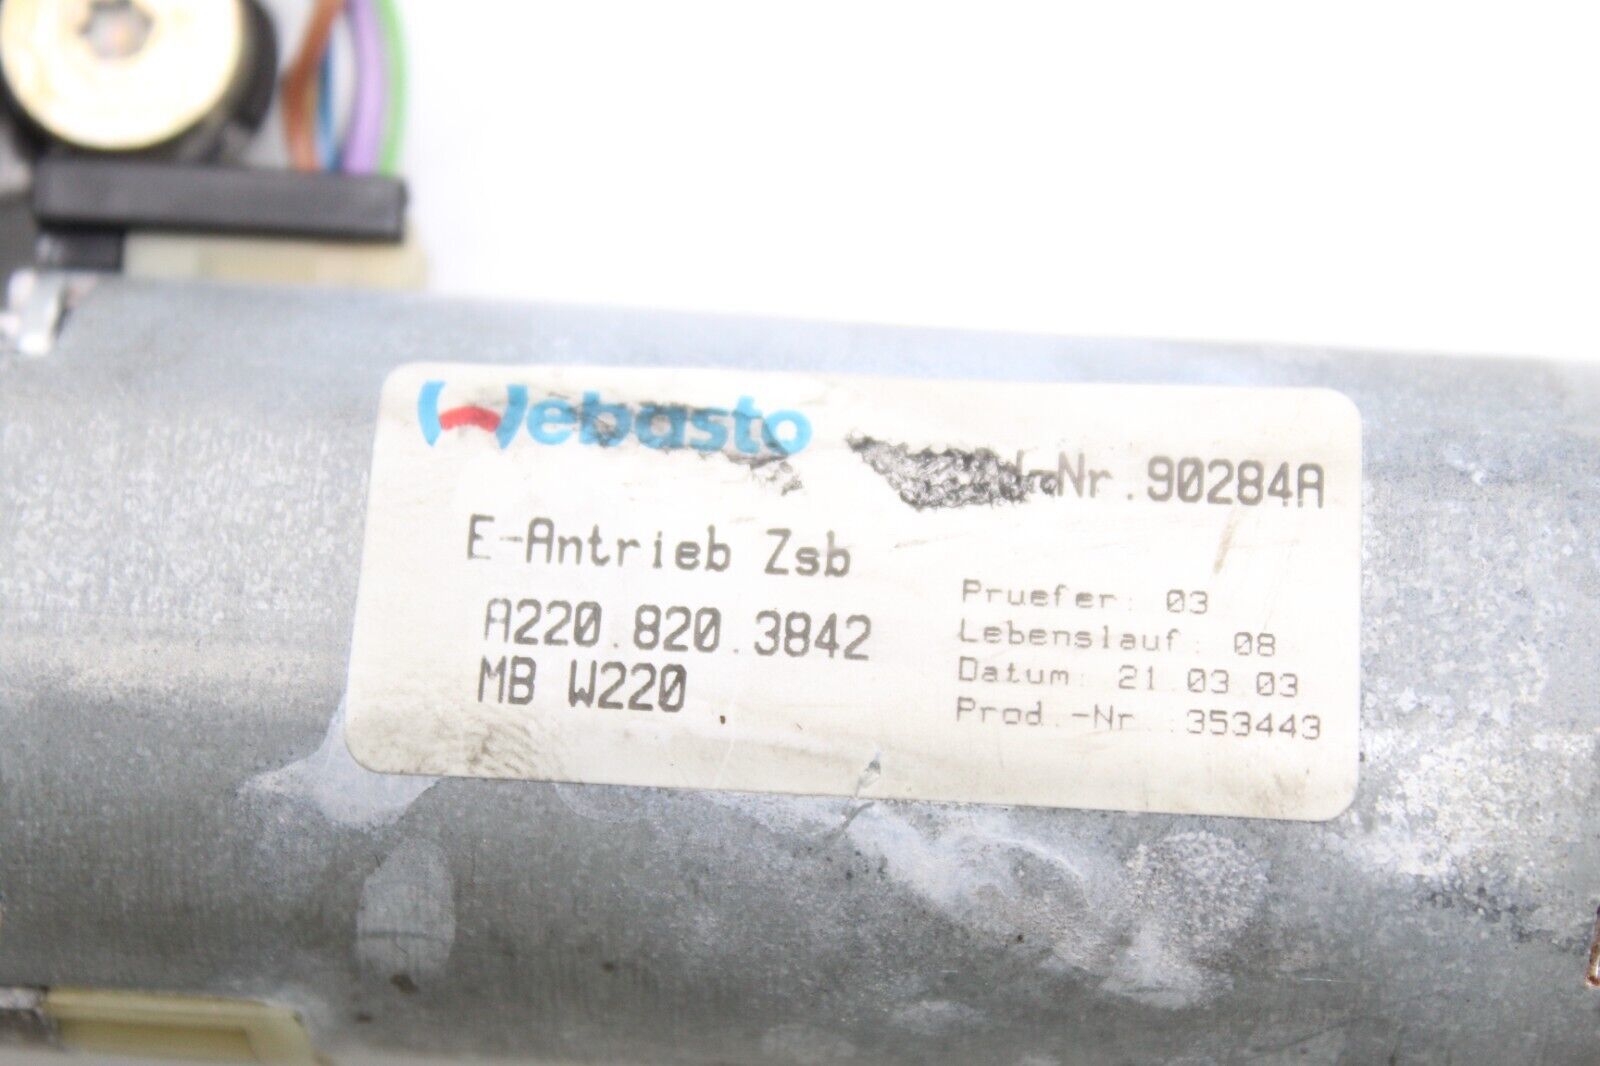 Webasto
-Nr.90284A
E-Antrieb Zsb
A220.820.3842
MB W220
Pruefer: 03
Lebenslauf: 08
Datum: 21.03.03
Prod.-Nr.:353443